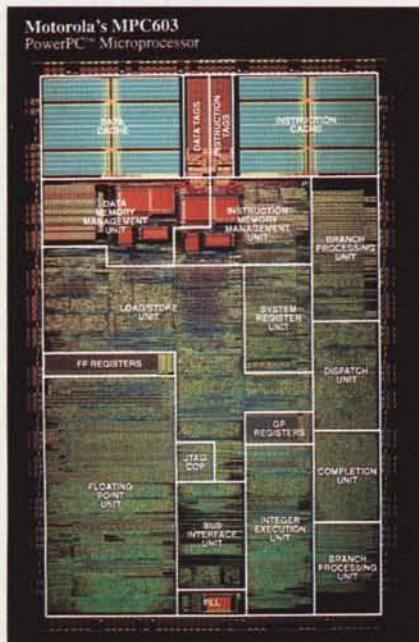 Motorola's MPC603
PowerPC™ Microprocessor
DATA
CACHE
DATA TAGS
INSTRUCTION
TAGS
INSTRUCTION
CACHE
DATA
MEMORY
MANAGEMENT
UNIT
INSTRUCTION
MEMORY
MANAGEMENT
UNIT
BRANCH
PROCESSING
UNIT
LOAD/STORE
UNIT
SYSTEM
REGISTER
UNIT
FP REGISTERS
DISPATCH
UNIT
GP
REGISTERS
JTAG
COP
FLOATING
POINT
UNIT
COMPLETION
UNIT
BUS
INTERFACE
UNIT
INTEGER
EXECUTION
UNIT
BRANCH
PROCESSING
UNIT
PLL